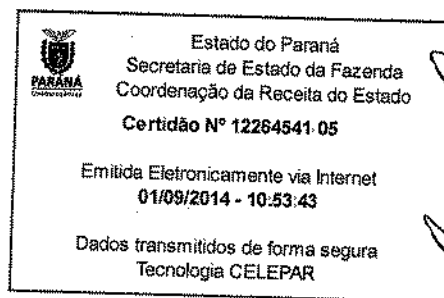 PARANÁ
Estado do Paraná
Secretaria de Estado da Fazenda
Coordenação da Receita do Estado
Certidão Nº 12264541-05
Emitida Eletronicamente via Internet
01/09/2014 - 10:53:43
Dados transmitidos de forma segura
Tecnologia CELEPAR